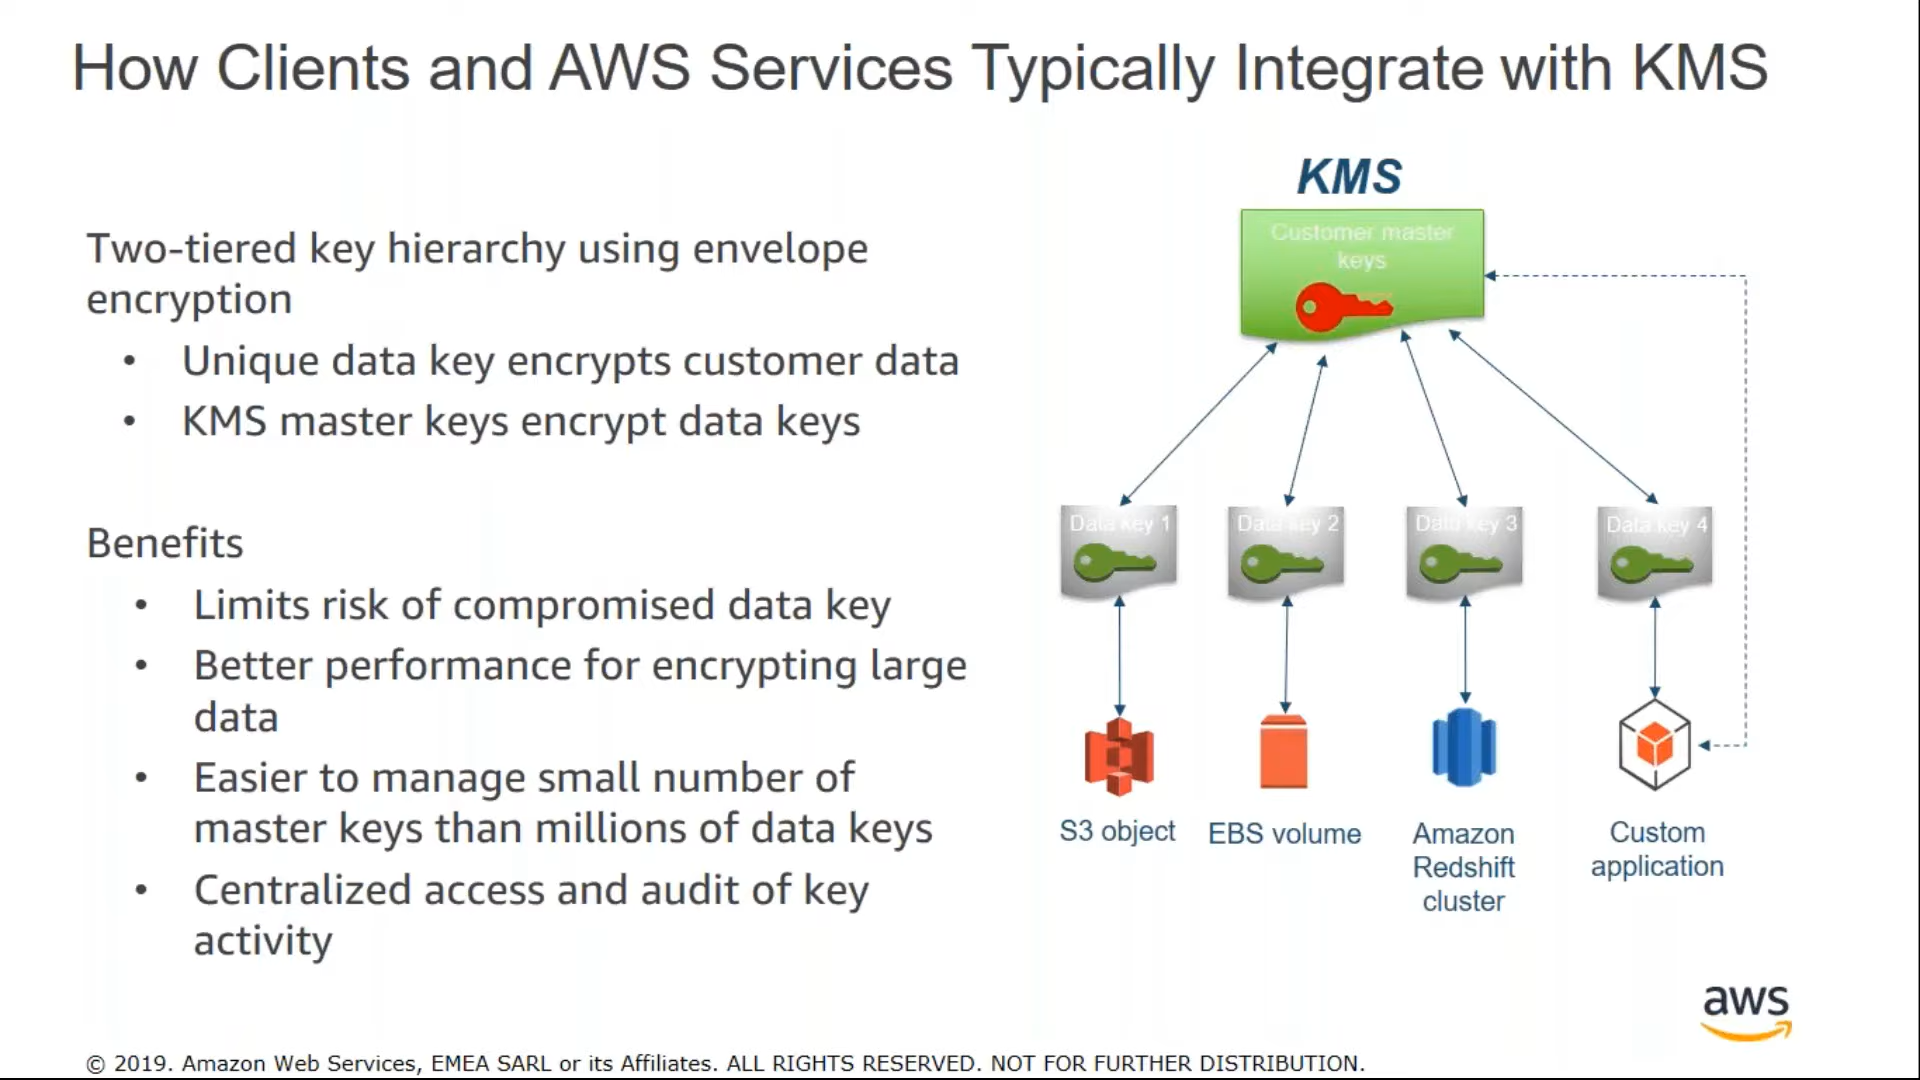 How Clients and AWS Services Typically Integrate with KMS
KMS
Customer master
keys
Two-tiered key hierarchy using envelope
encryption
• Unique data key encrypts customer data
• KMS master keys encrypt data keys
Benefits
• Limits risk of compromised data key
• Better performance for encrypting large
data
• Easier to manage small number of
master keys than millions of data keys
• Centralized access and audit of key
activity
Data key 1
Data key 2
Data key 3
Data key 4
S3 object
EBS volume
Amazon
Redshift
cluster
Custom
application
aws
© 2019. Amazon Web Services, EMEA SARL or its Affiliates. ALL RIGHTS RESERVED. NOT FOR FURTHER DISTRIBUTION.